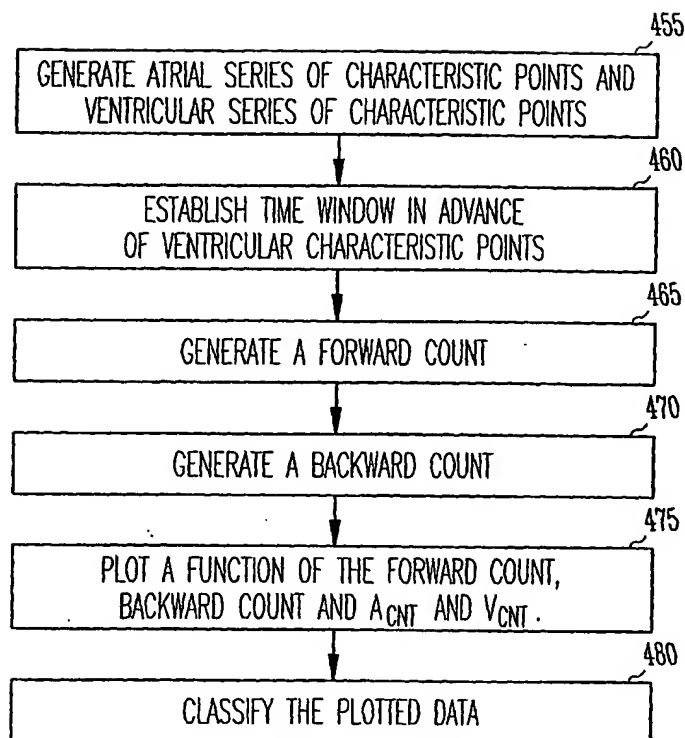 455
GENERATE ATRIAL SERIES OF CHARACTERISTIC POINTS AND
VENTRICULAR SERIES OF CHARACTERISTIC POINTS
460
ESTABLISH TIME WINDOW IN ADVANCE
OF VENTRICULAR CHARACTERISTIC POINTS
465
GENERATE A FORWARD COUNT
470
GENERATE A BACKWARD COUNT
475
PLOT A FUNCTION OF THE FORWARD COUNT,
BACKWARD COUNT AND ACNT AND VCNT.
480
CLASSIFY THE PLOTTED DATA